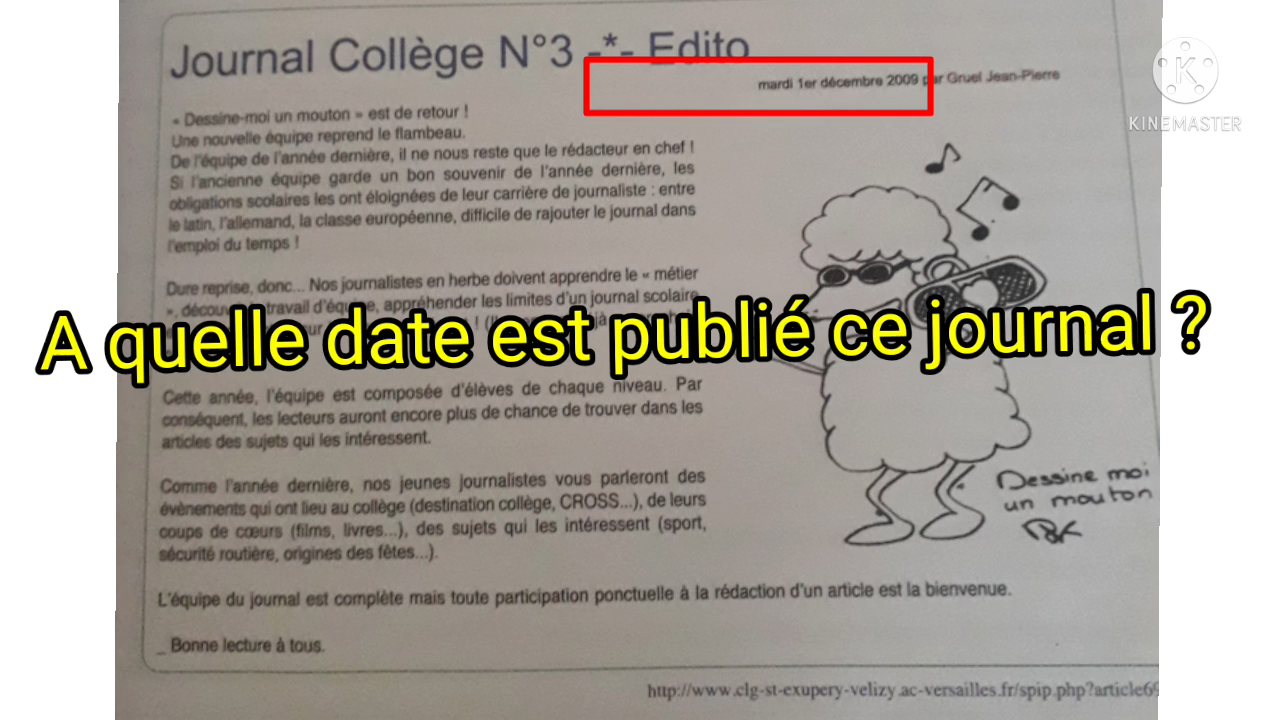 Journal Collège N°3 -*- Edito
mardi 1er décembre 2009 par Gruel Jean-Pierre
KINEMASTER
« Dessine-moi un mouton » est de retour !
Une nouvelle équipe reprend le flambeau.
De l'équipe de l'année dernière, il ne nous reste que le rédacteur en chef !
Si l'ancienne équipe garde un bon souvenir de l'année dernière, les
obligations scolaires les ont éloignées de leur carrière de journaliste : entre
le latin, l'allemand, la classe européenne, difficile de rajouter le journal dans
l'emploi du temps !
Dure reprise, donc... Nos journalistes en herbe doivent apprendre le « métier
», travail d'équipe, appréhender les limites d'un journal scolaire
A quelle date est publié ce journal ?
Cette année, l'équipe est composée d'élèves de chaque niveau. Par
conséquent, les lecteurs auront encore plus de chance de trouver dans les
articles des sujets qui les intéressent.
Comme l'année dernière, nos jeunes journalistes vous parleront des
évènements qui ont lieu au collège (destination collège, CROSS...), de leurs
coups de cœurs (films, livres...), des sujets qui les intéressent (sport,
sécurité routière, origines des fêtes...).
Dessine moi
un mouton
L'équipe du journal est complète mais toute participation ponctuelle à la rédaction d'un article est la bienvenue.
_ Bonne lecture à tous.
http://www.clg-st-exupery-velizy.ac-versailles.fr/spip.php?article69